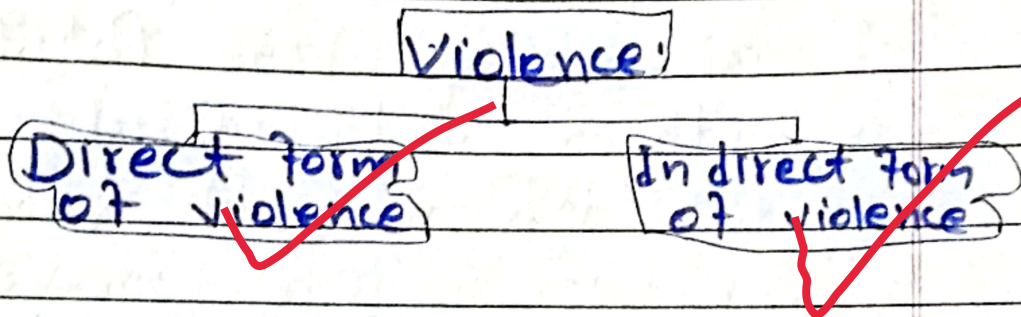 Violence.
Direct form
of violence
Indirect form
of violence